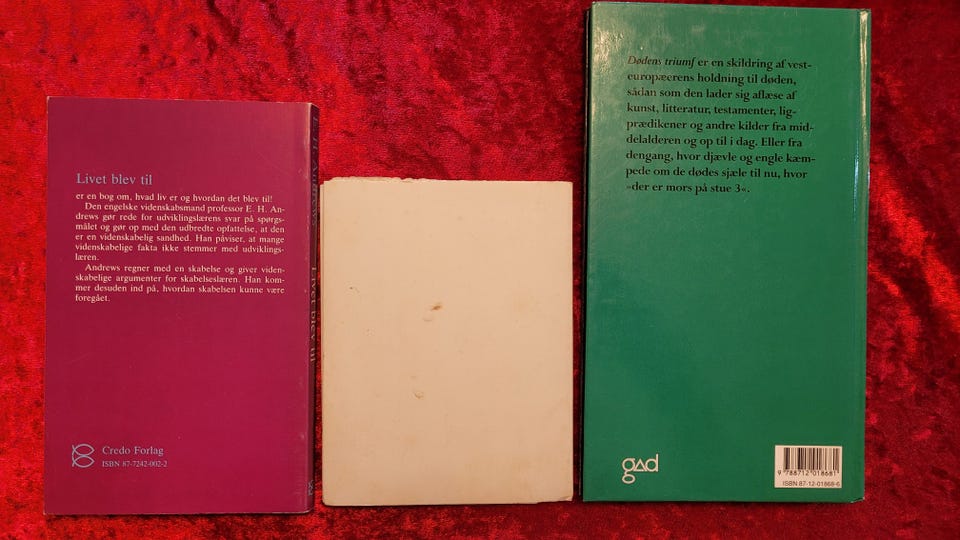 Livet blev til
er en bog om, hvad liv er og hvordan det blev til!
Den engelske videnskabsmand professor E. H. An-
drews gør rede for udviklingslærens svar på spørgs-
målet og gør op med den udbredte opfattelse, at den
er en videnskabelig sandhed. Han påviser, at mange
videnskabelige fakta ikke stemmer med udviklings-
læren.
Andrews regner med en skabelse og giver viden-
skabelige argumenter for skabelseslæren. Han kom-
mer desuden ind på, hvordan skabelsen kunne være
foregået.
Credo Forlag
ISBN 87-7242-002-2
E. H. Andrews Livet blev til
Dødens triumf er en skildring af vest-
europæerens holdning til døden,
sådan som den lader sig aflæse af
kunst, litteratur, testamenter, lig-
prædikener og andre kilder fra mid-
delalderen og op til i dag. Eller fra
dengang, hvor djævle og engle kæm-
pede om de dødes sjæle til nu, hvor
»der er mors på stue 3«.
gad
9 788712 018681
ISBN 87-12-01868-6